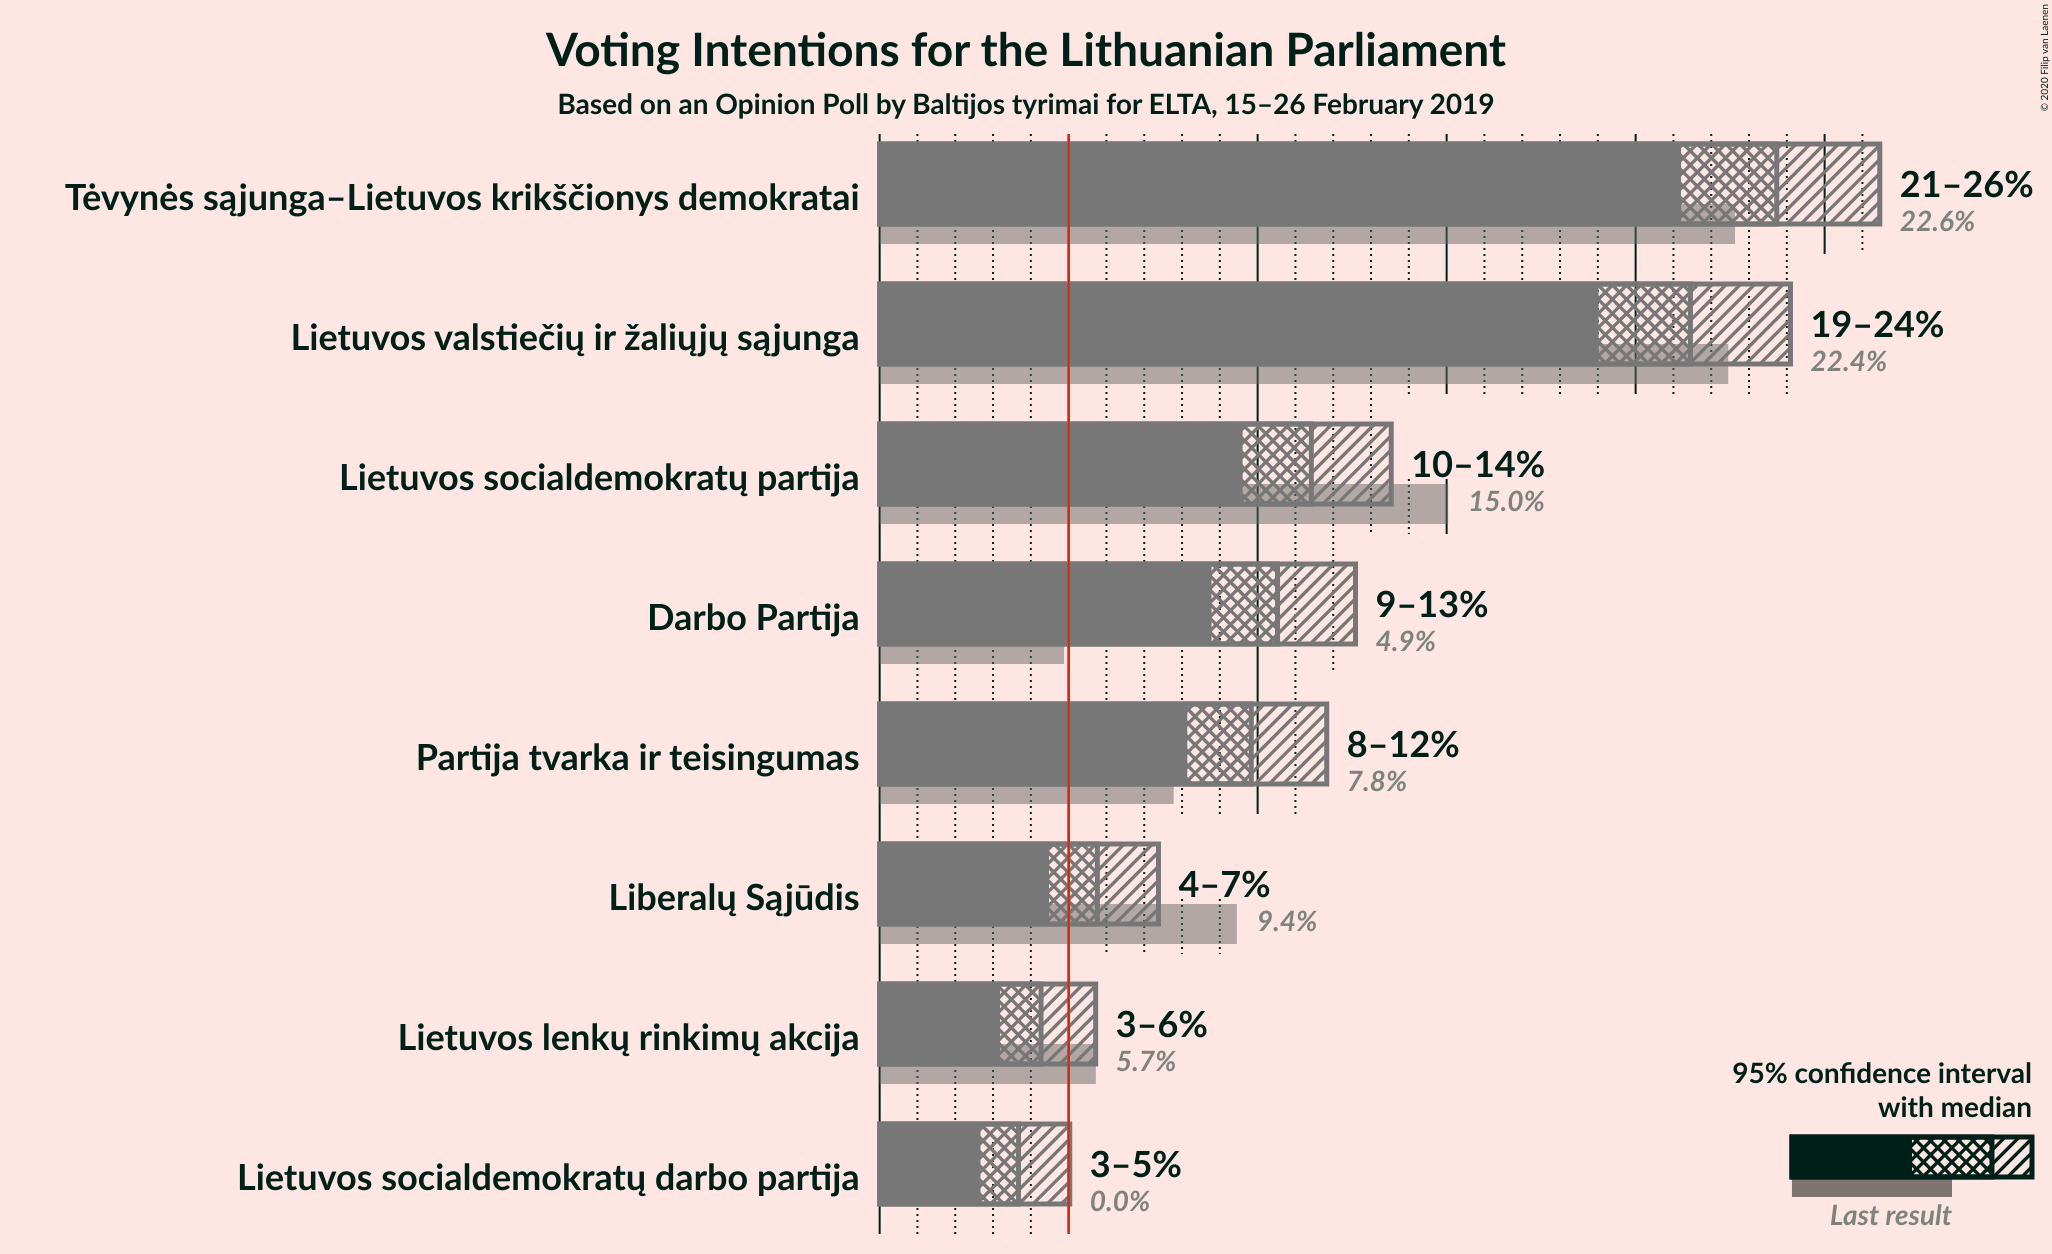 Voting Intentions for the Lithuanian Parliament
Based on an Opinion Poll by Baltijos tyrimai for ELTA, 15–26 February 2019
© 2020 Filip van Laenen
Tėvynės sąjunga–Lietuvos krikščionys demokratai
21–26%
22.6%
Lietuvos valstiečių ir žaliųjų sąjunga
19–24%
22.4%
Lietuvos socialdemokratų partija
10–14%
15.0%
Darbo Partija
9–13%
4.9%
Partija tvarka ir teisingumas
8–12%
7.8%
Liberalų Sąjūdis
4–7%
9.4%
Lietuvos lenkų rinkimų akcija
3–6%
5.7%
Lietuvos socialdemokratų darbo partija
3–5%
0.0%
95% confidence interval
with median
Last result